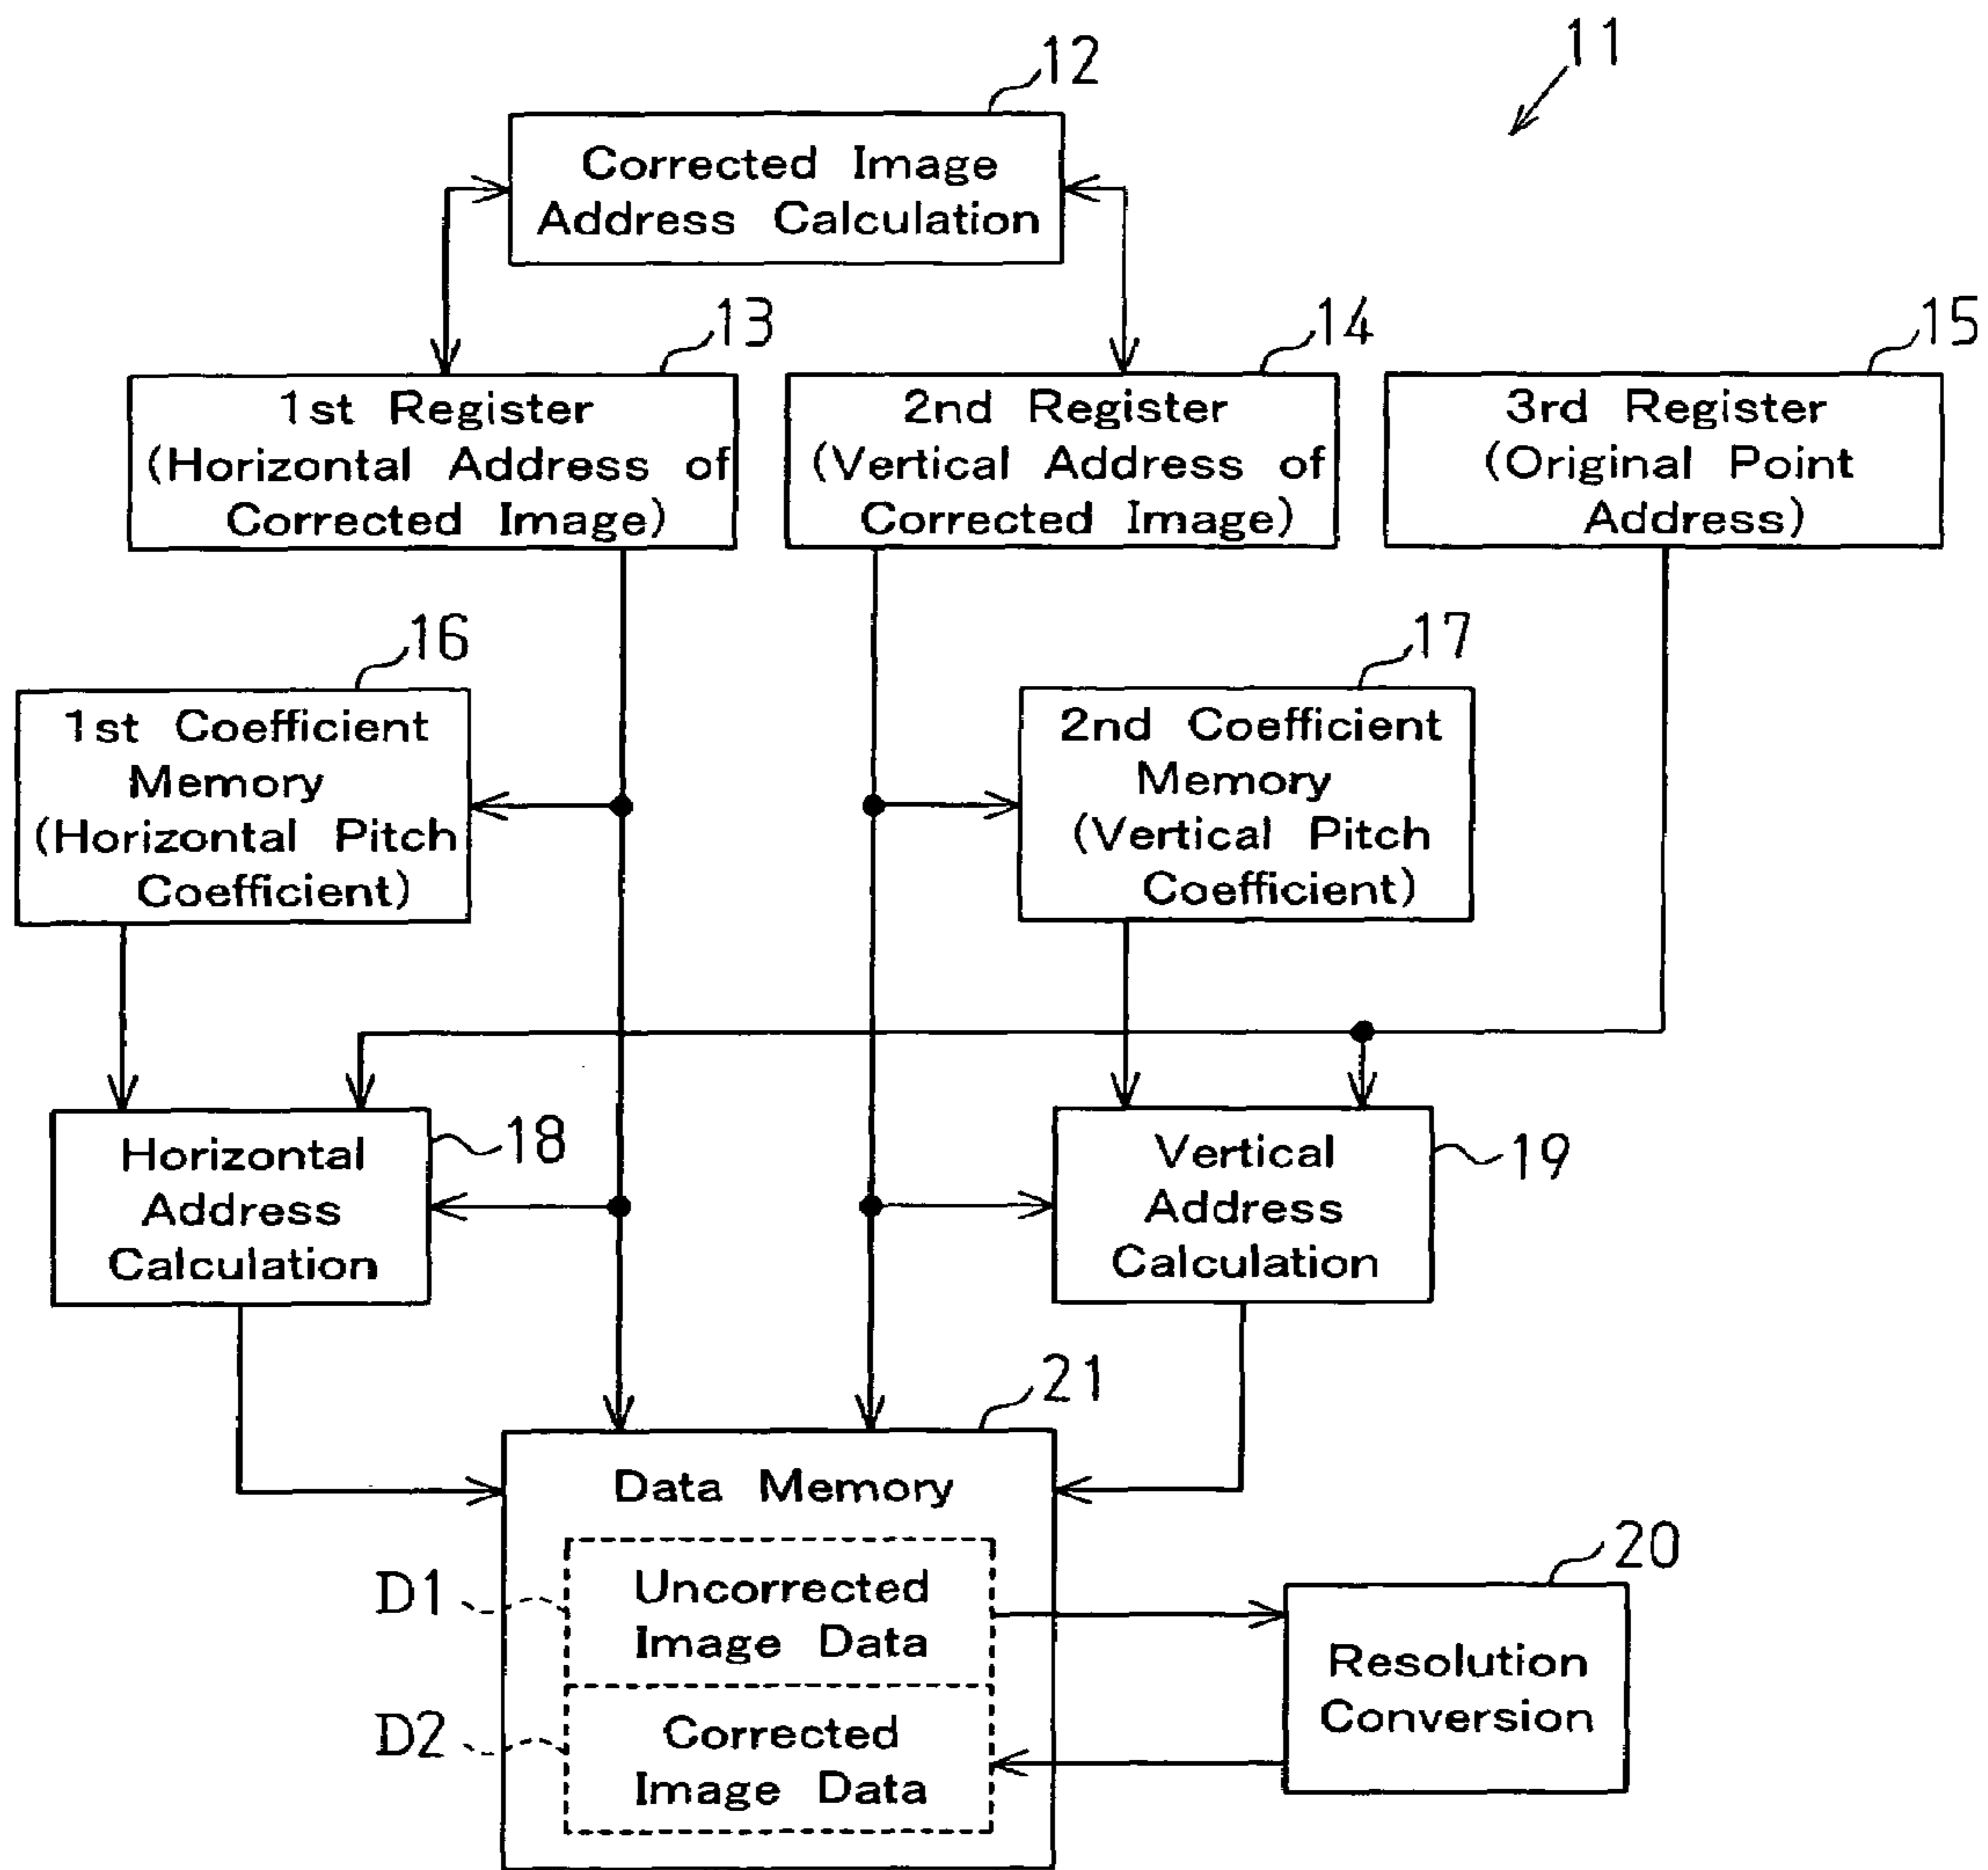 11
12
Corrected Image
Address Calculation
13
14
15
1st Register
(Horizontal Address of
Corrected Image)
2nd Register
(Vertical Address of
Corrected Image)
3rd Register
(Original Point
Address)
16
17
1st Coefficient
Memory
(Horizontal Pitch
Coefficient)
2nd Coefficient
Memory
(Vertical Pitch
Coefficient)
Horizontal
Address
Calculation
18
Vertical
Address
Calculation
19
21
Data Memory
D1
Uncorrected
Image Data
D2
Corrected
Image Data
20
Resolution
Conversion